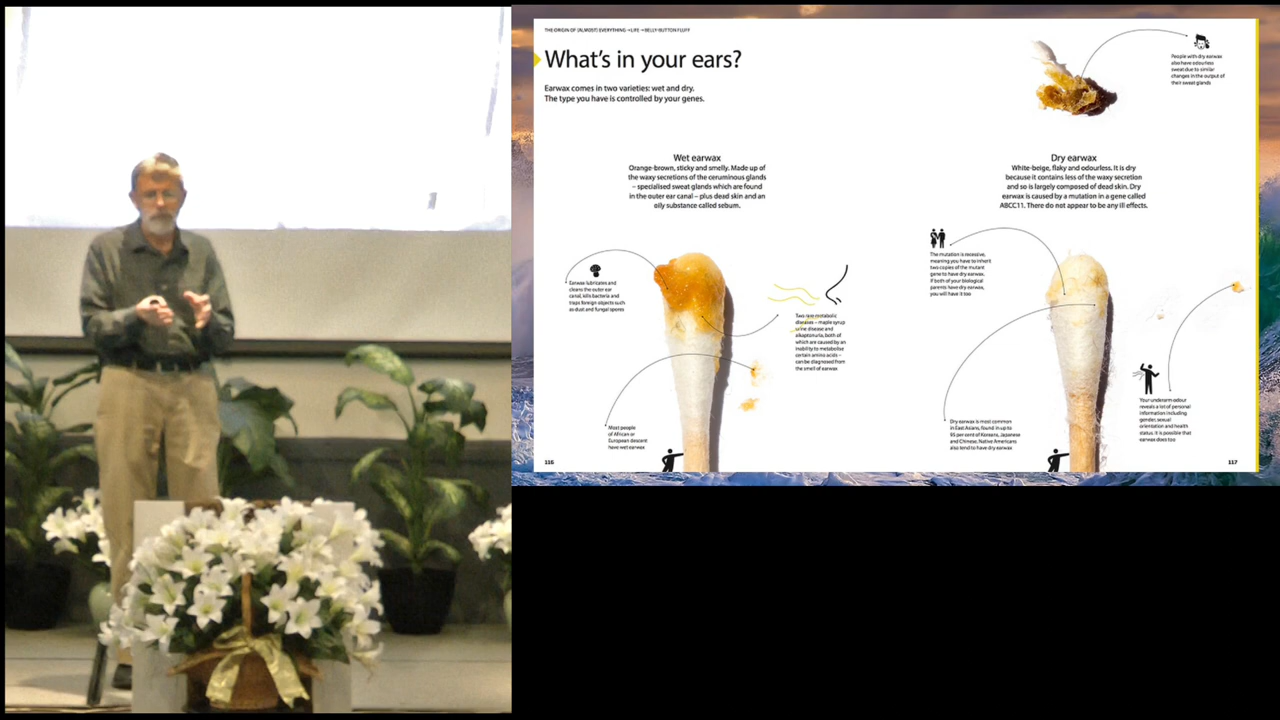 THE ORIGIN OF (ALMOST) EVERYTHING → LIFE → BELLY-BUTTON FLUFF
What's in your ears?
Earwax comes in two varieties: wet and dry.
The type you have is controlled by your genes.
People with dry earwax
also have odourless
sweat due to similar
changes in the output of
their sweat glands
Wet earwax
Orange-brown, sticky and smelly. Made up of
the waxy secretions of the ceruminous glands
– specialised sweat glands which are found
in the outer ear canal – plus dead skin and an
oily substance called sebum.
Dry earwax
White-beige, flaky and odourless. It is dry
because it contains less of the waxy secretion
and so is largely composed of dead skin. Dry
earwax is caused by a mutation in a gene called
ABCC11. There do not appear to be any ill effects.
Earwax lubricates and
cleans the outer ear
canal, kills bacteria and
traps foreign objects such
as dust and fungal spores
Two rare metabolic
diseases – maple syrup
urine disease and
alkaptonuria, both of
which are caused by an
inability to metabolise
certain amino acids –
can be diagnosed from
the smell of earwax
Most people
of African or
European descent
have wet earwax
The mutation is recessive,
meaning you have to inherit
two copies of the mutant
gene to have dry earwax.
If both of your biological
parents have dry earwax,
you will have it too
Dry earwax is most common
in East Asians, found in up to
95 per cent of Koreans, Japanese
and Chinese. Native Americans
also tend to have dry earwax
Your underarm odour
reveals a lot of personal
information including
gender, sexual
orientation and health
status. It is possible that
earwax does too
116
117